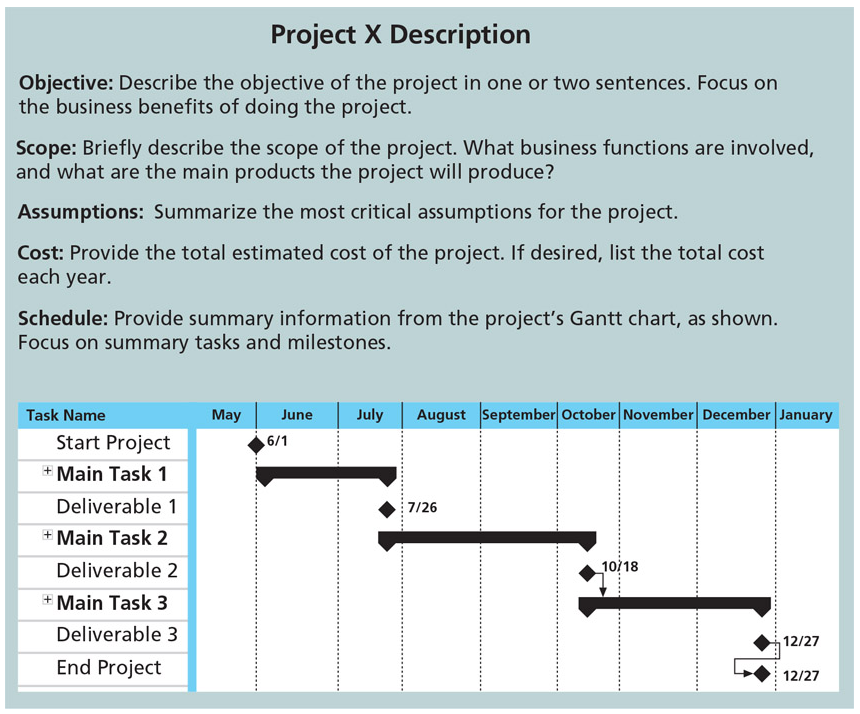 Project X Description
Objective: Describe the objective of the project in one or two sentences. Focus on
the business benefits of doing the project.
Scope: Briefly describe the scope of the project. What business functions are involved,
and what are the main products the project will produce?
Assumptions: Summarize the most critical assumptions for the project.
Cost: Provide the total estimated cost of the project. If desired, list the total cost
each year.
Schedule: Provide summary information from the project’s Gantt chart, as shown.
Focus on summary tasks and milestones.
Task Name May June July August September October November December January
Start Project 6/1
+ Main Task 1
Deliverable 1 7/26
+ Main Task 2
Deliverable 2 10/18
+ Main Task 3
Deliverable 3 12/27
End Project 12/27